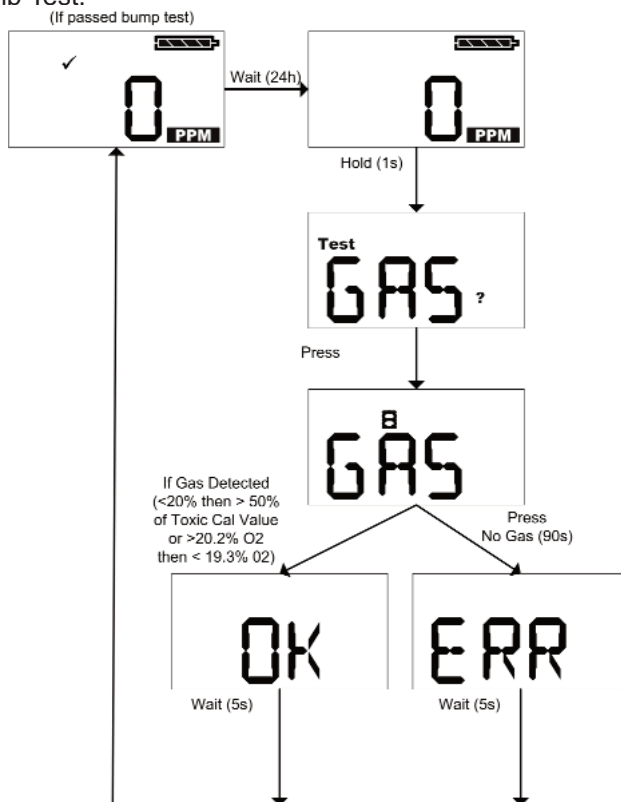 (If passed bump test)
✓
0
PPM
Wait (24h)
0
PPM
Hold (1s)
Test
GAS ?
Press
GAS
If Gas Detected
(<20% then > 50%
of Toxic Cal Value
or >20.2% O2
then < 19.3% 02)
Press
No Gas (90s)
OK
ERR
Wait (5s)
Wait (5s)